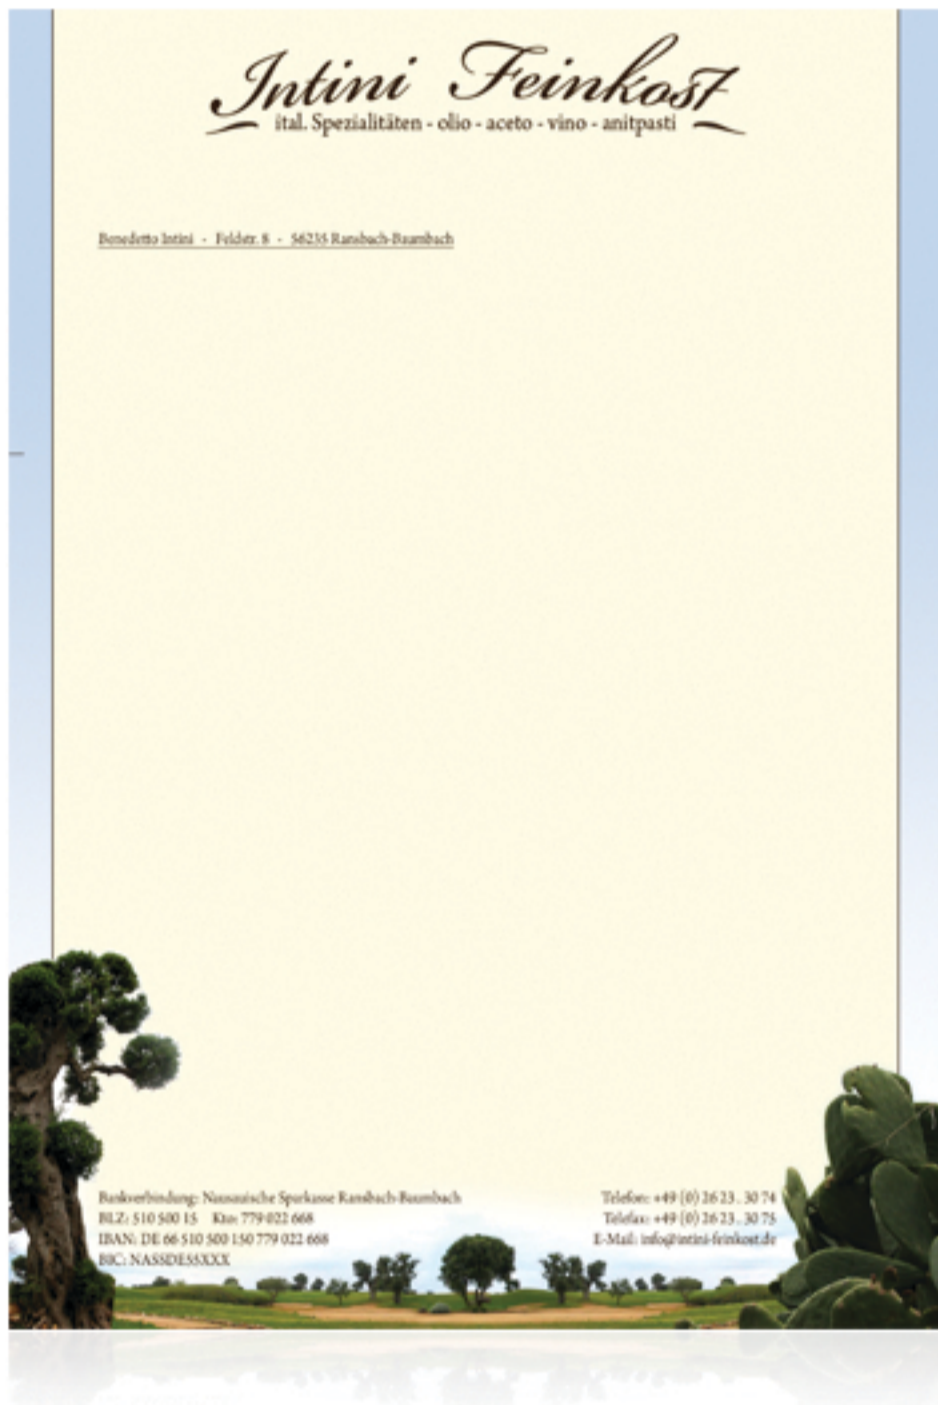 Intini Feinkost
ital. Spezialitäten - olio - aceto - vino - anitpasti
Benedetto Intini - Feldstr. 8 - 56235 Ransbach-Baumbach
Bankverbindung: Nassauische Sparkasse Ransbach-Baumbach
BLZ: 510 500 15 Kto: 779 022 668
IBAN: DE 66 510 500 150 779 022 668
BIC: NASSDE55XXX
Telefon: +49 (0) 26 23 . 30 74
Telefax: +49 (0) 26 23 . 30 75
E-Mail: info@intini-feinkost.de